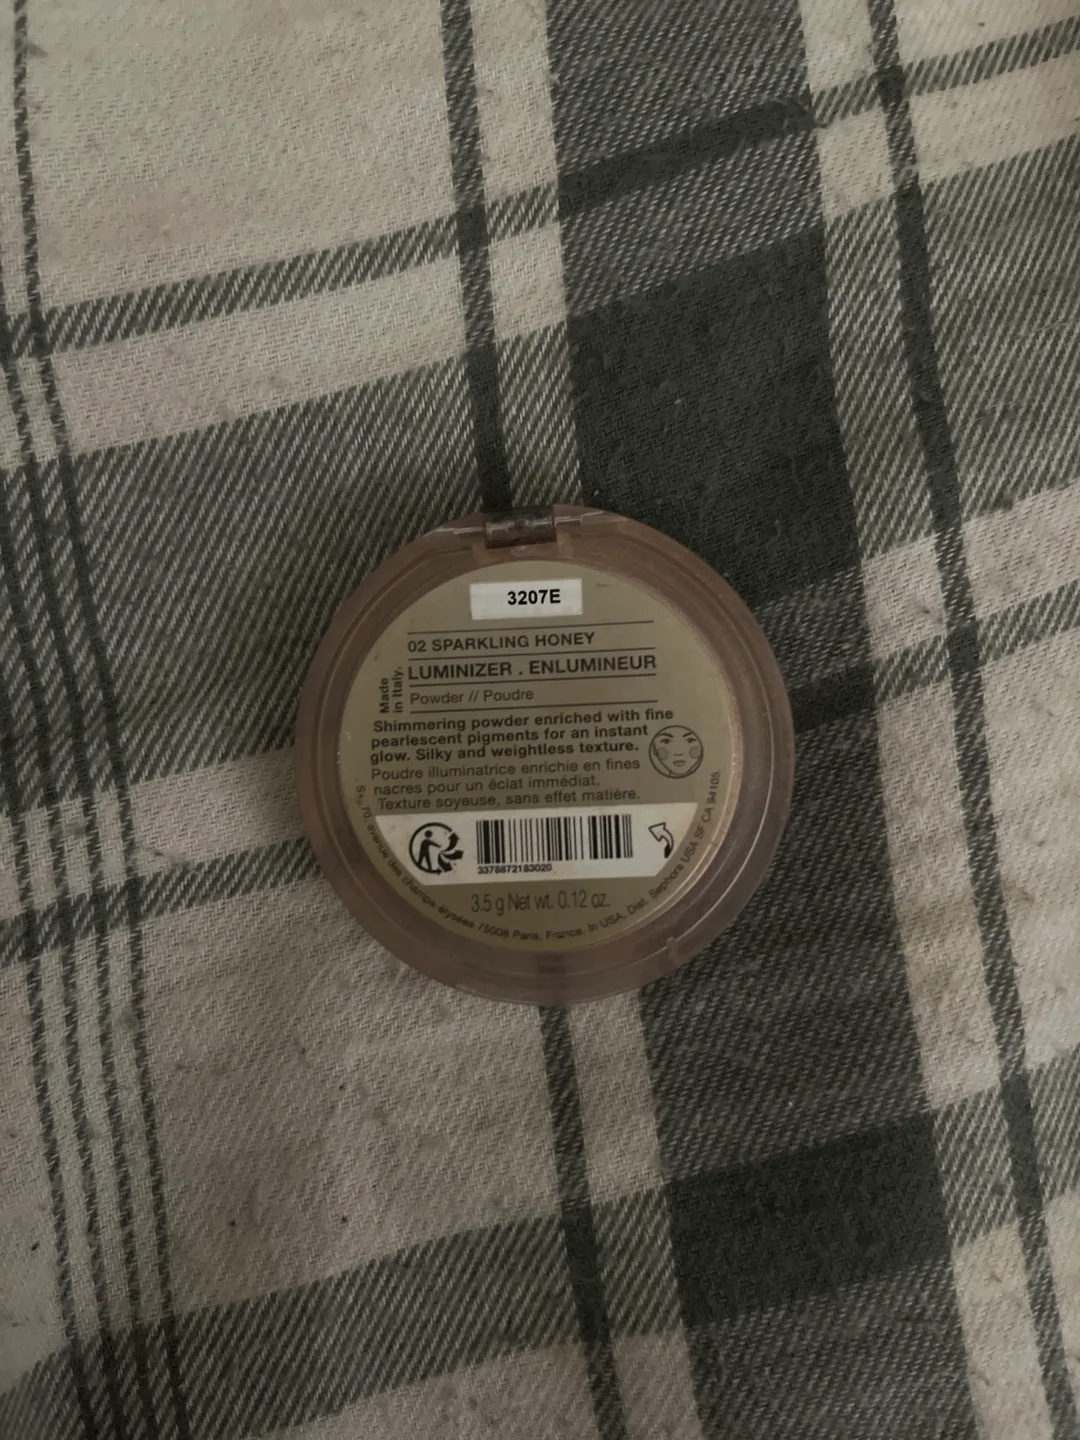 3207E
02 SPARKLING HONEY
LUMINIZER . ENLUMINEUR
Made
in Italy.
Powder // Poudre
Shimmering powder enriched with fine
pearlescent pigments for an instant
glow. Silky and weightless texture.
Poudre illuminatrice enrichie en fines
nacres pour un éclat immédiat.
Texture soyeuse, sans effet matière.
3378872183020
3.5 g Net wt. 0.12 oz.
S+, 70, avenue des champs-élysées 75008 Paris, France. In USA, Dist. Sephora USA SF CA 94105